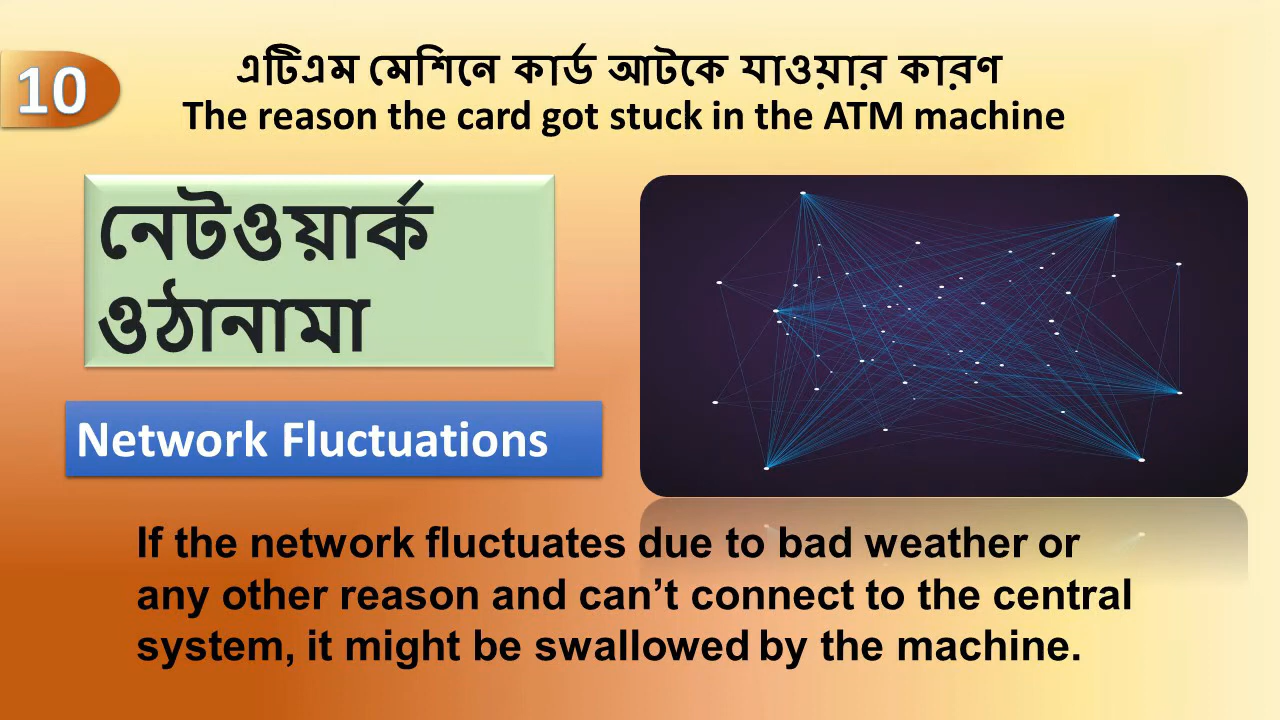 10
এটিএম মেশিনে কার্ড আটকে যাওয়ার কারণ
The reason the card got stuck in the ATM machine
নেটওয়ার্ক
ওঠানামা
Network Fluctuations
If the network fluctuates due to bad weather or
any other reason and can’t connect to the central
system, it might be swallowed by the machine.